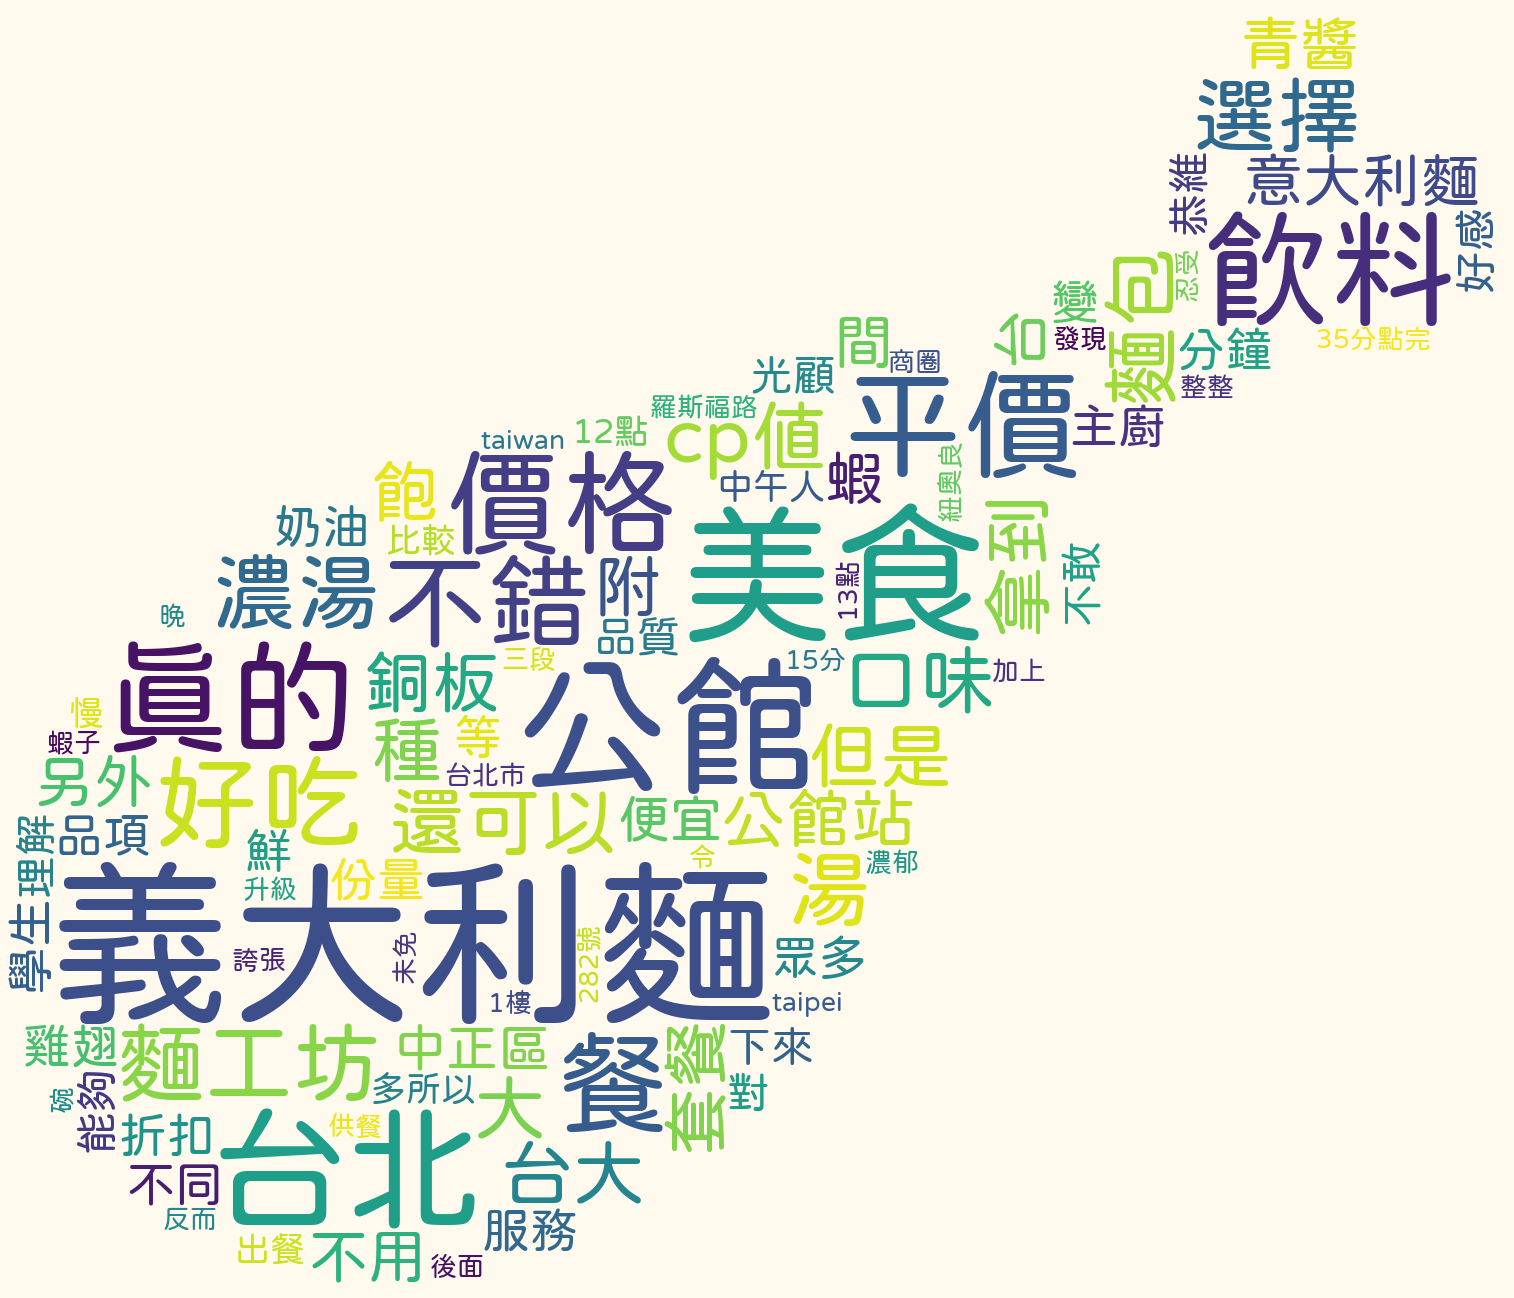 青醬
選擇
恭維
意大利麵
飲料
好感
忍受
麵包
變
台
發現
分鐘
35分點完
整整
間
商圈
光顧
平價
主廚
羅斯福路
cp値
12點
taiwan
價格
飽
比較
中午人
蝦
紐奧良
美食
拿到
不敢
奶油
濃湯
不錯
附
品質
13點
晚
眞的
銅板
三段
公館
15分
口味
加上
慢
蝦子
種
等
台北市
但是
另外
好吃
還可以
便宜
公館站
學生理解
品項
鮮
升級
份量
令
湯
濃郁
義大利麵
誇張
未免
1樓
282號
眾多
taipei
雞翅
麵工坊
中正區
多所以
餐
套餐
下來
對
碗
能夠
折扣
供餐
大
台北
台大
不同
反而
服務
出餐
不用
後面